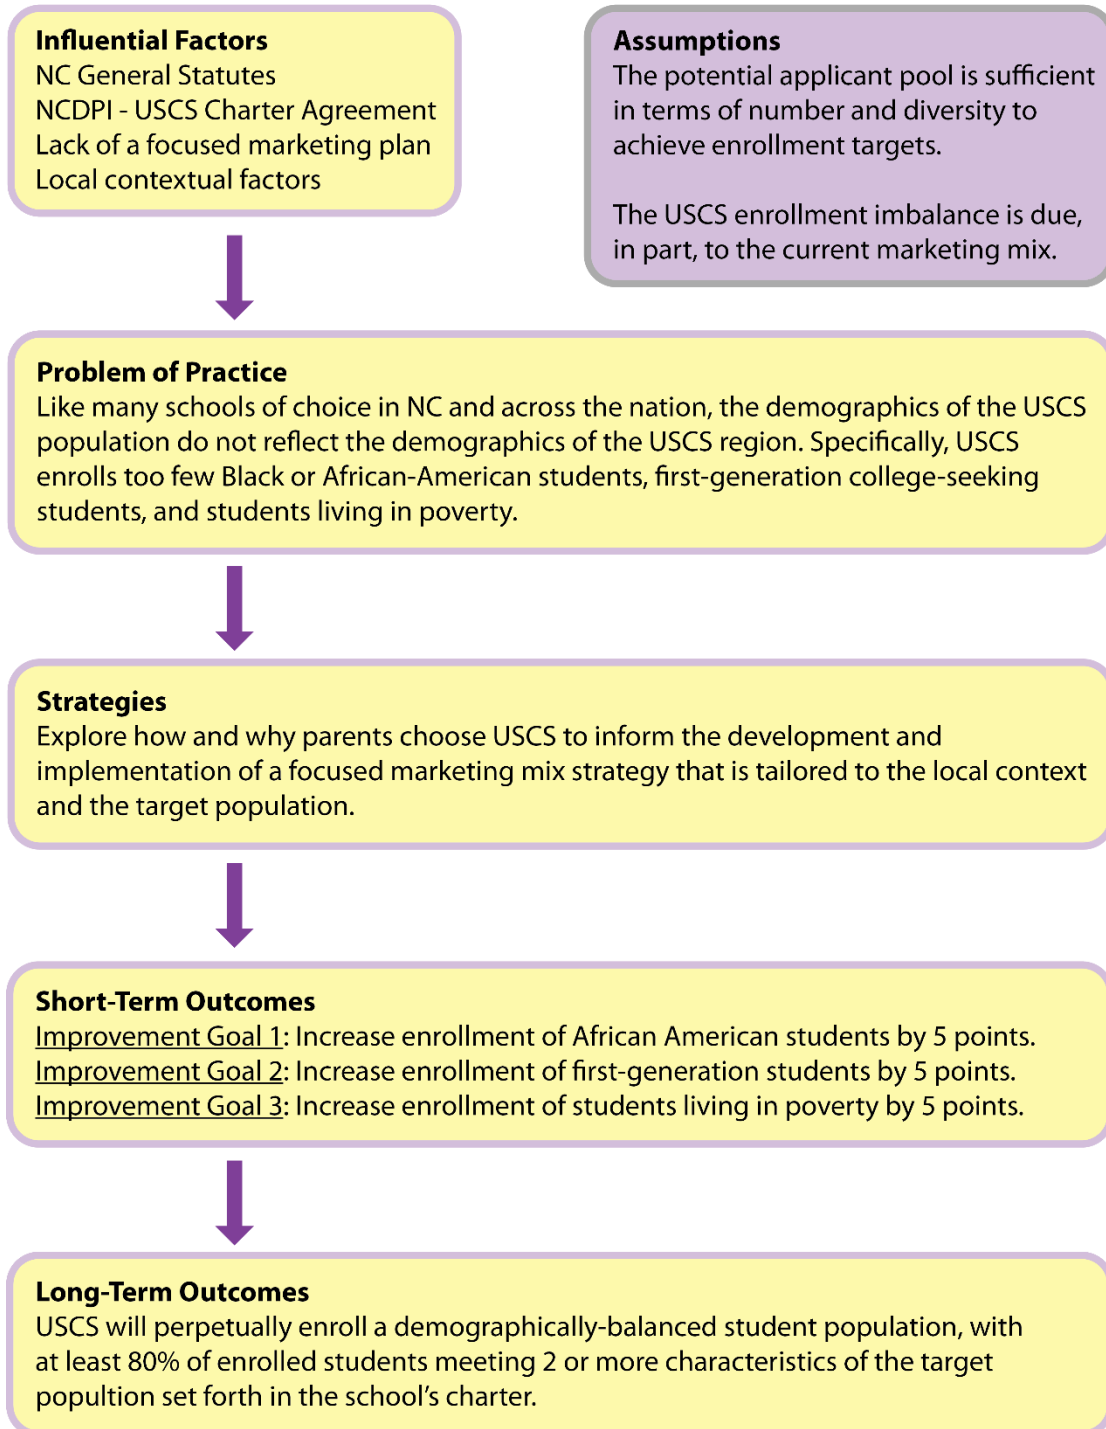 Influential Factors
NC General Statutes
NCDPI - USCS Charter Agreement
Lack of a focused marketing plan
Local contextual factors
Assumptions
The potential applicant pool is sufficient
in terms of number and diversity to
achieve enrollment targets.
The USCS enrollment imbalance is due,
in part, to the current marketing mix.
Problem of Practice
Like many schools of choice in NC and across the nation, the demographics of the USCS
population do not reflect the demographics of the USCS region. Specifically, USCS
enrolls too few Black or African-American students, first-generation college-seeking
students, and students living in poverty.
Strategies
Explore how and why parents choose USCS to inform the development and
implementation of a focused marketing mix strategy that is tailored to the local context
and the target population.
Short-Term Outcomes
Improvement Goal 1: Increase enrollment of African American students by 5 points.
Improvement Goal 2: Increase enrollment of first-generation students by 5 points.
Improvement Goal 3: Increase enrollment of students living in poverty by 5 points.
Long-Term Outcomes
USCS will perpetually enroll a demographically-balanced student population, with
at least 80% of enrolled students meeting 2 or more characteristics of the target
popultion set forth in the school's charter.